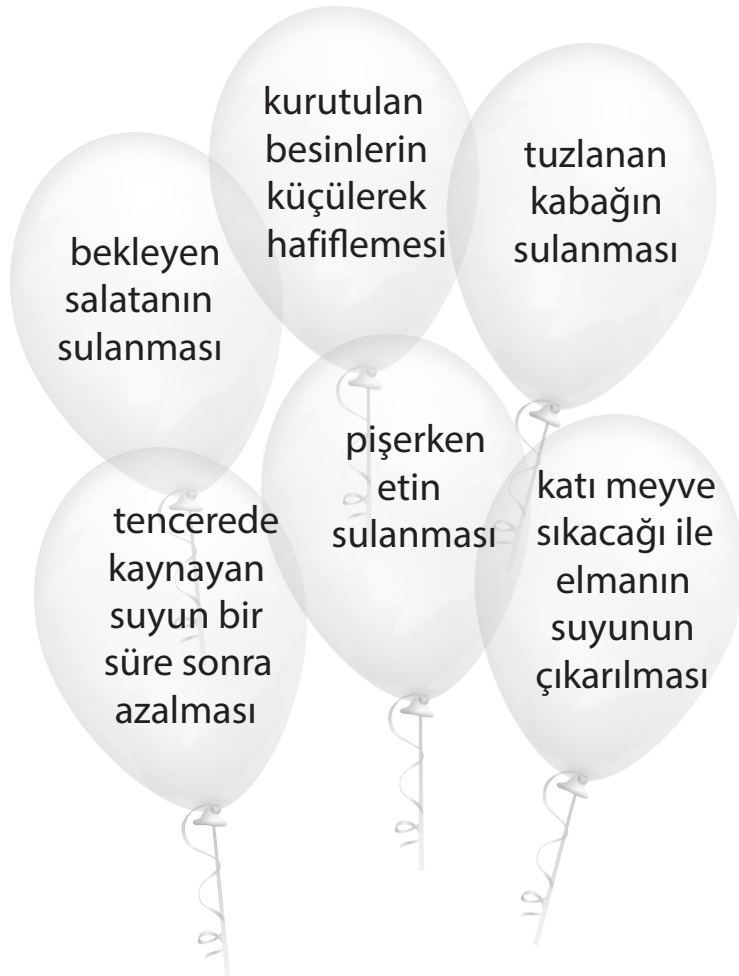 kurutulan
besinlerin
küçülerek
hafiflemesi
tuzlanan
kabağın
sulanması
bekleyen
salatanın
sulanması
pişerken
etin
sulanması
katı meyve
sıkacağı ile
elmanın
suyunun
çıkarılması
tencerede
kaynayan
suyun bir
süre sonra
azalması